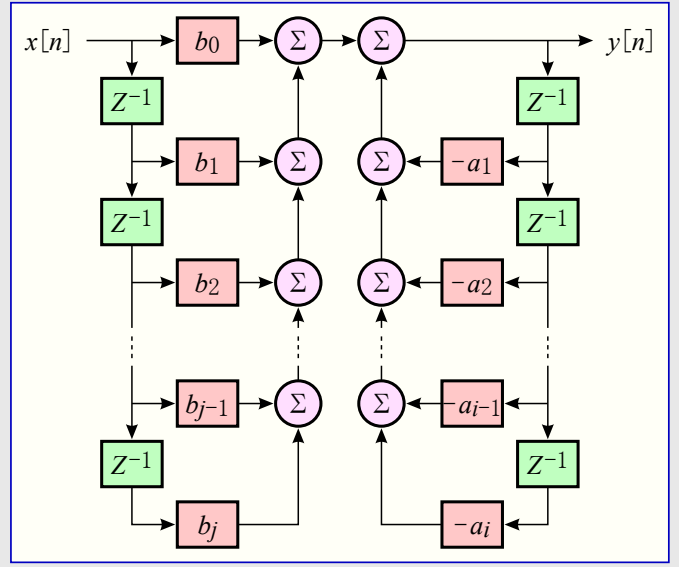 x[n] b0 Σ Σ y[n]
Z⁻¹ Z⁻¹
b1 Σ Σ −a1
Z⁻¹ Z⁻¹
b2 Σ Σ −a2
bj−1 Σ Σ −ai−1
Z⁻¹ Z⁻¹
bj −ai